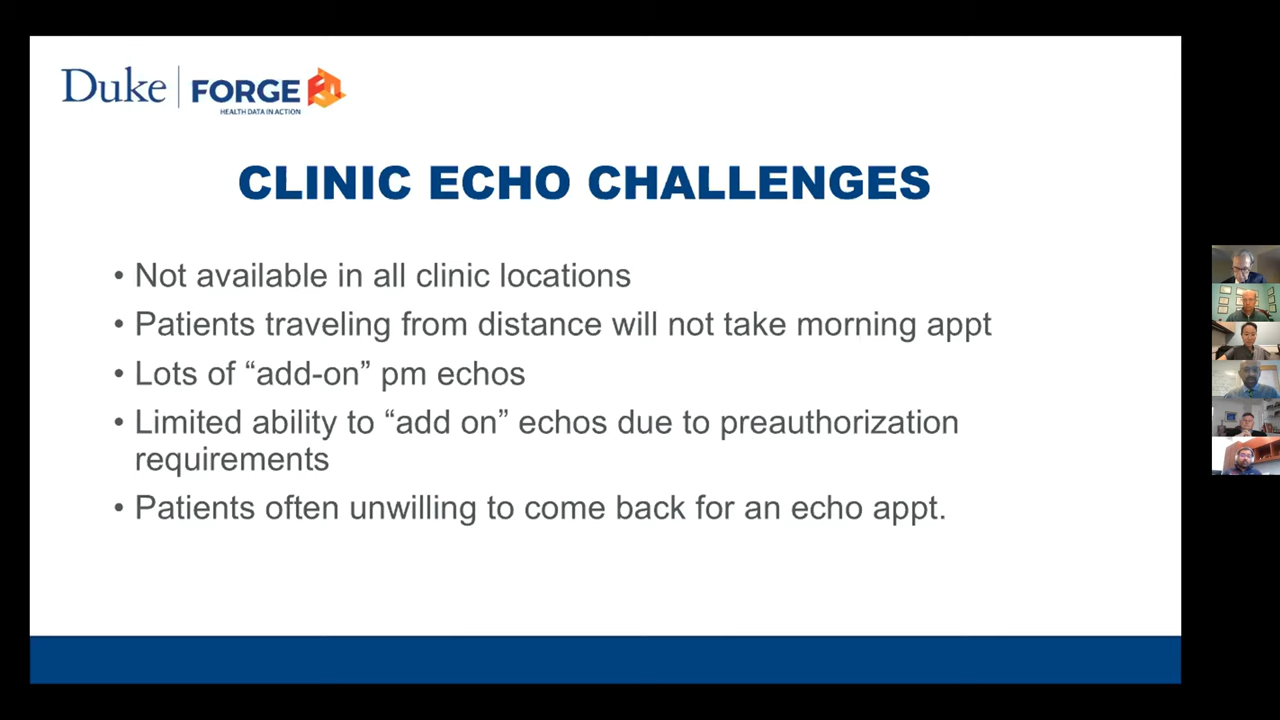 Duke FORGE
HEALTH DATA IN ACTION
CLINIC ECHO CHALLENGES
• Not available in all clinic locations
• Patients traveling from distance will not take morning appt
• Lots of “add-on” pm echos
• Limited ability to “add on” echos due to preauthorization
requirements
• Patients often unwilling to come back for an echo appt.